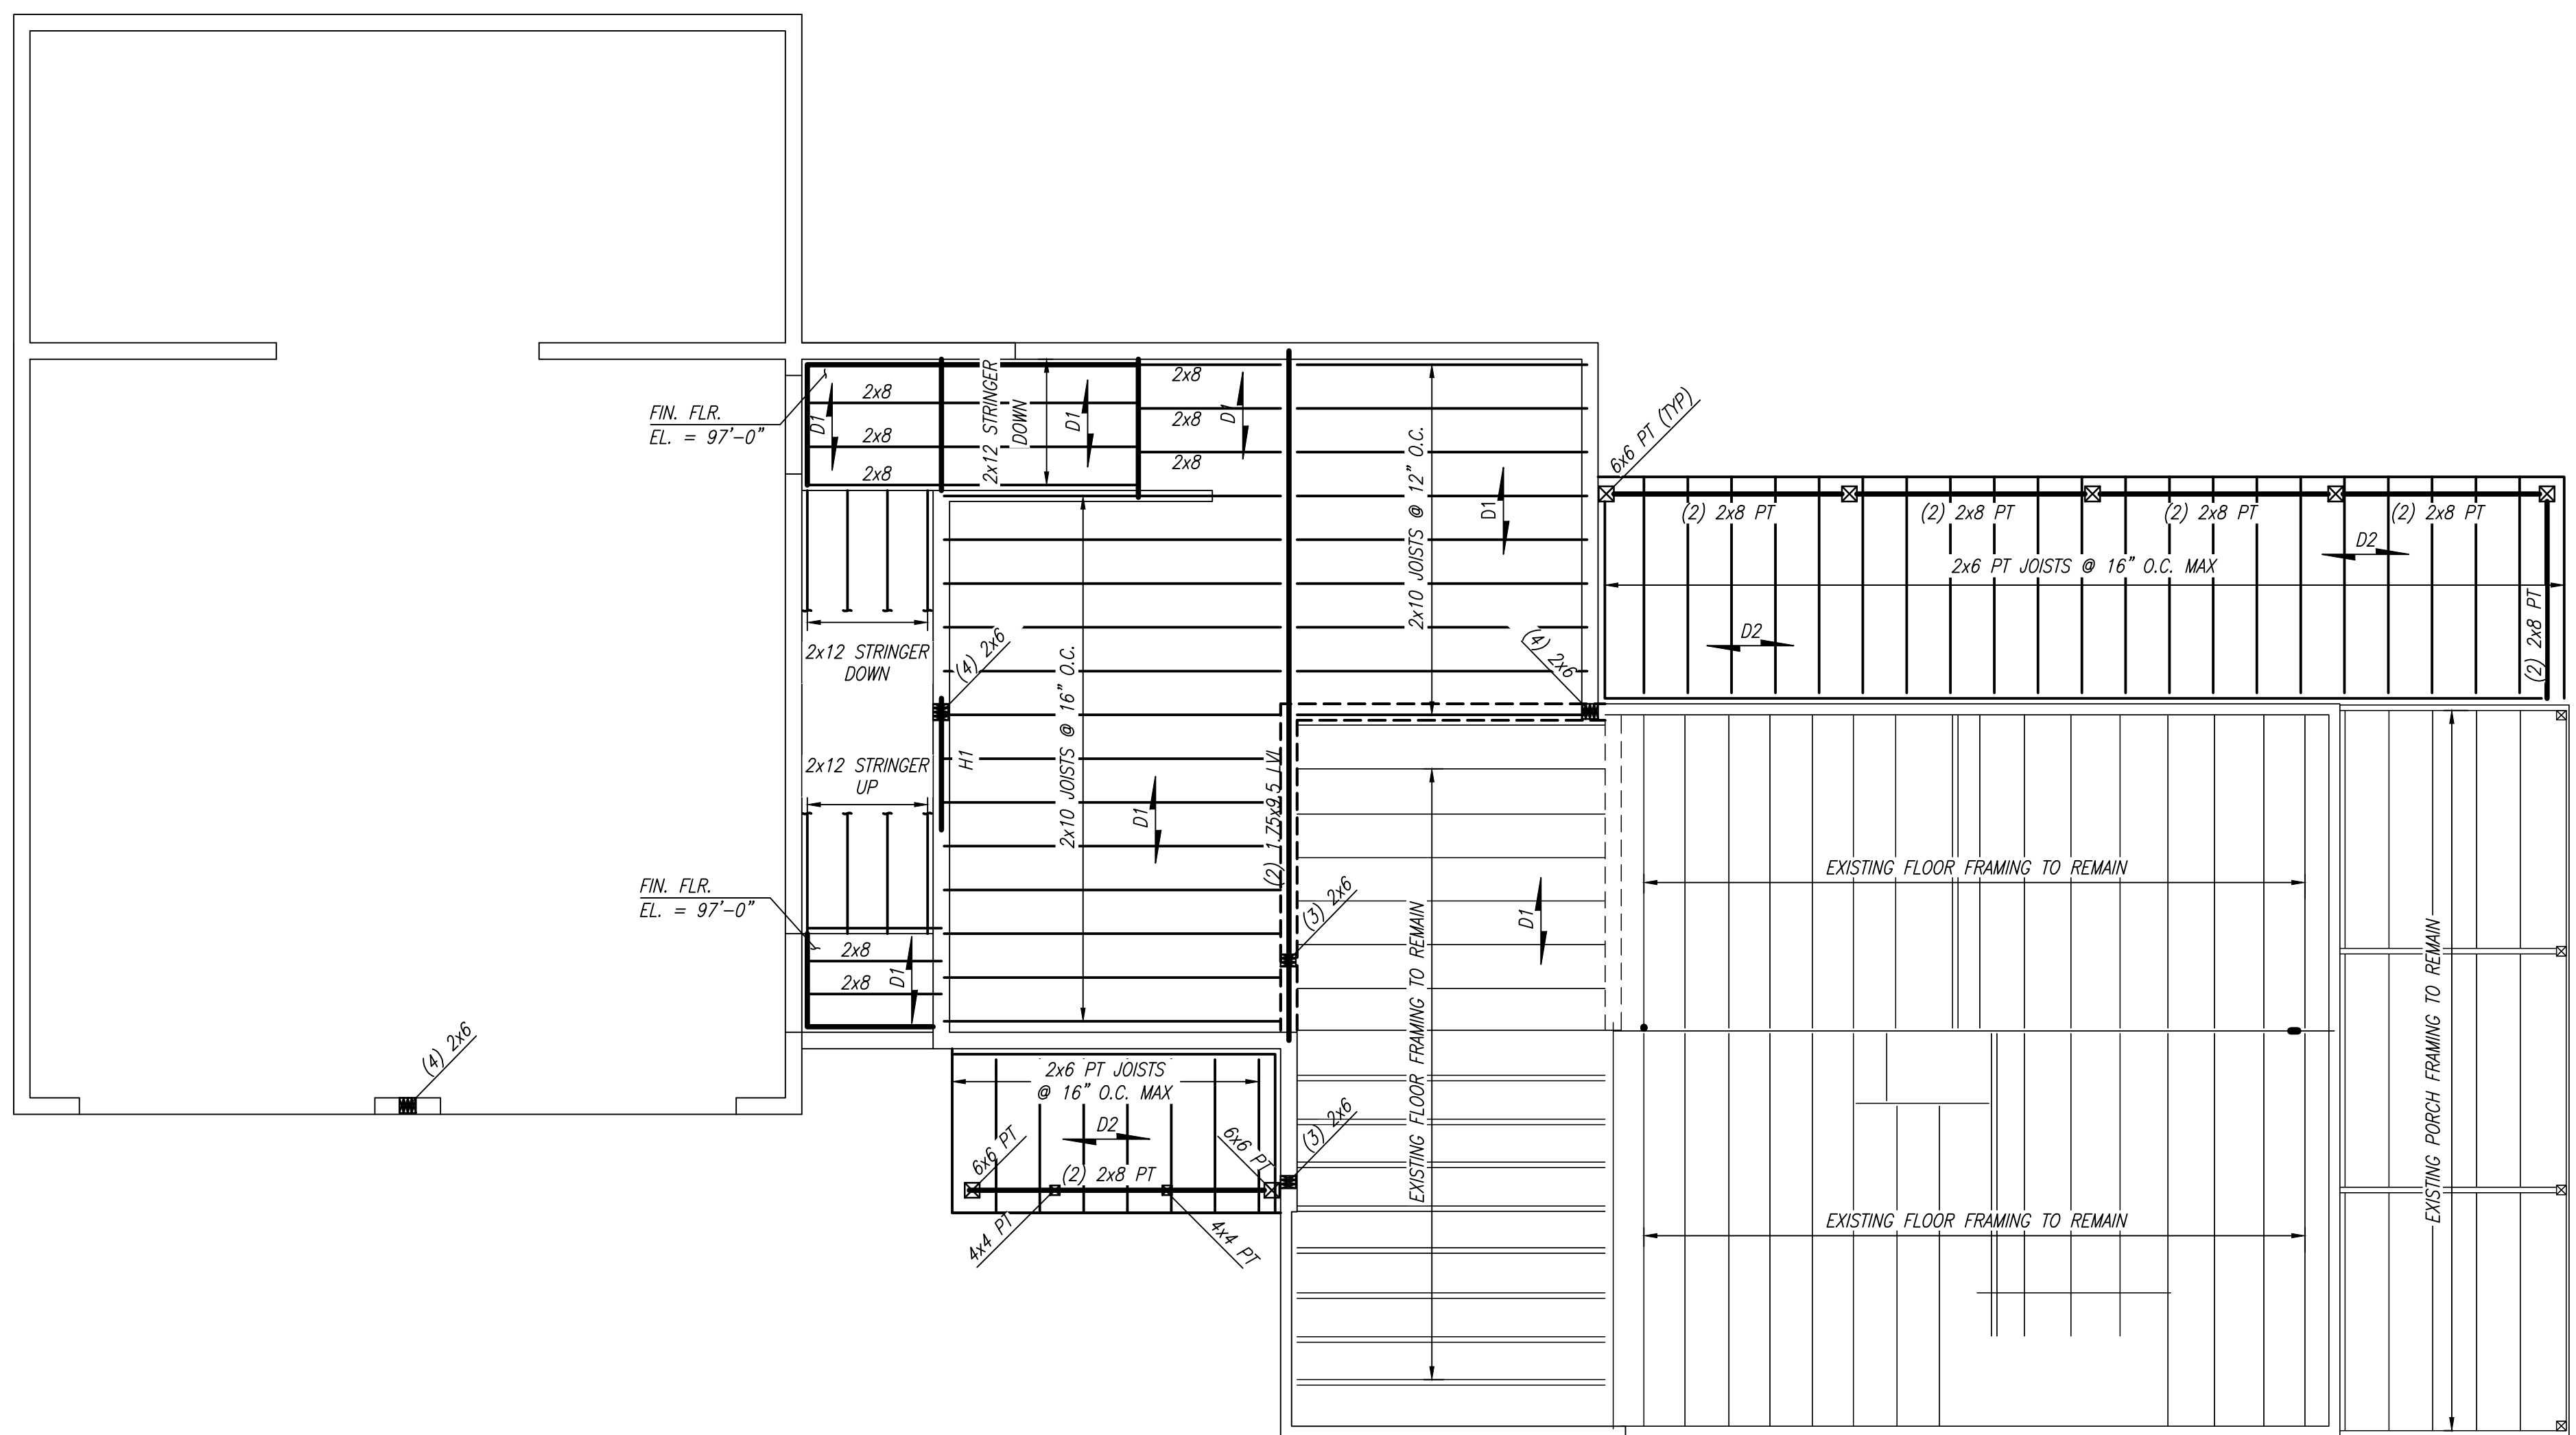 FIN. FLR.
EL. = 97'-0"
D1
2x8
2x8
2x8
2x12 STRINGER
DOWN
D1
2x8
2x8
2x8
D1
2x10 JOISTS @ 12" O.C.
D1
6x6 PT (TYP)
(2) 2x8 PT
(2) 2x8 PT
(2) 2x8 PT
(2) 2x8 PT
D2
2x6 PT JOISTS @ 16" O.C. MAX
D2
(2) 2x8 PT
2x12 STRINGER
DOWN
(4) 2x6
(4) 2x6
2x10 JOISTS @ 16" O.C.
H1
2x12 STRINGER
UP
D1
(2) 1.75x9.5 LVL
FIN. FLR.
EL. = 97'-0"
2x8
2x8
D1
(3) 2x6
D1
EXISTING FLOOR FRAMING TO REMAIN
EXISTING FLOOR FRAMING TO REMAIN
EXISTING PORCH FRAMING TO REMAIN
(4) 2x6
2x6 PT JOISTS
@ 16" O.C. MAX
D2
6x6 PT
(2) 2x8 PT
6x6 PT
(3) 2x6
4x4 PT
4x4 PT
EXISTING FLOOR FRAMING TO REMAIN